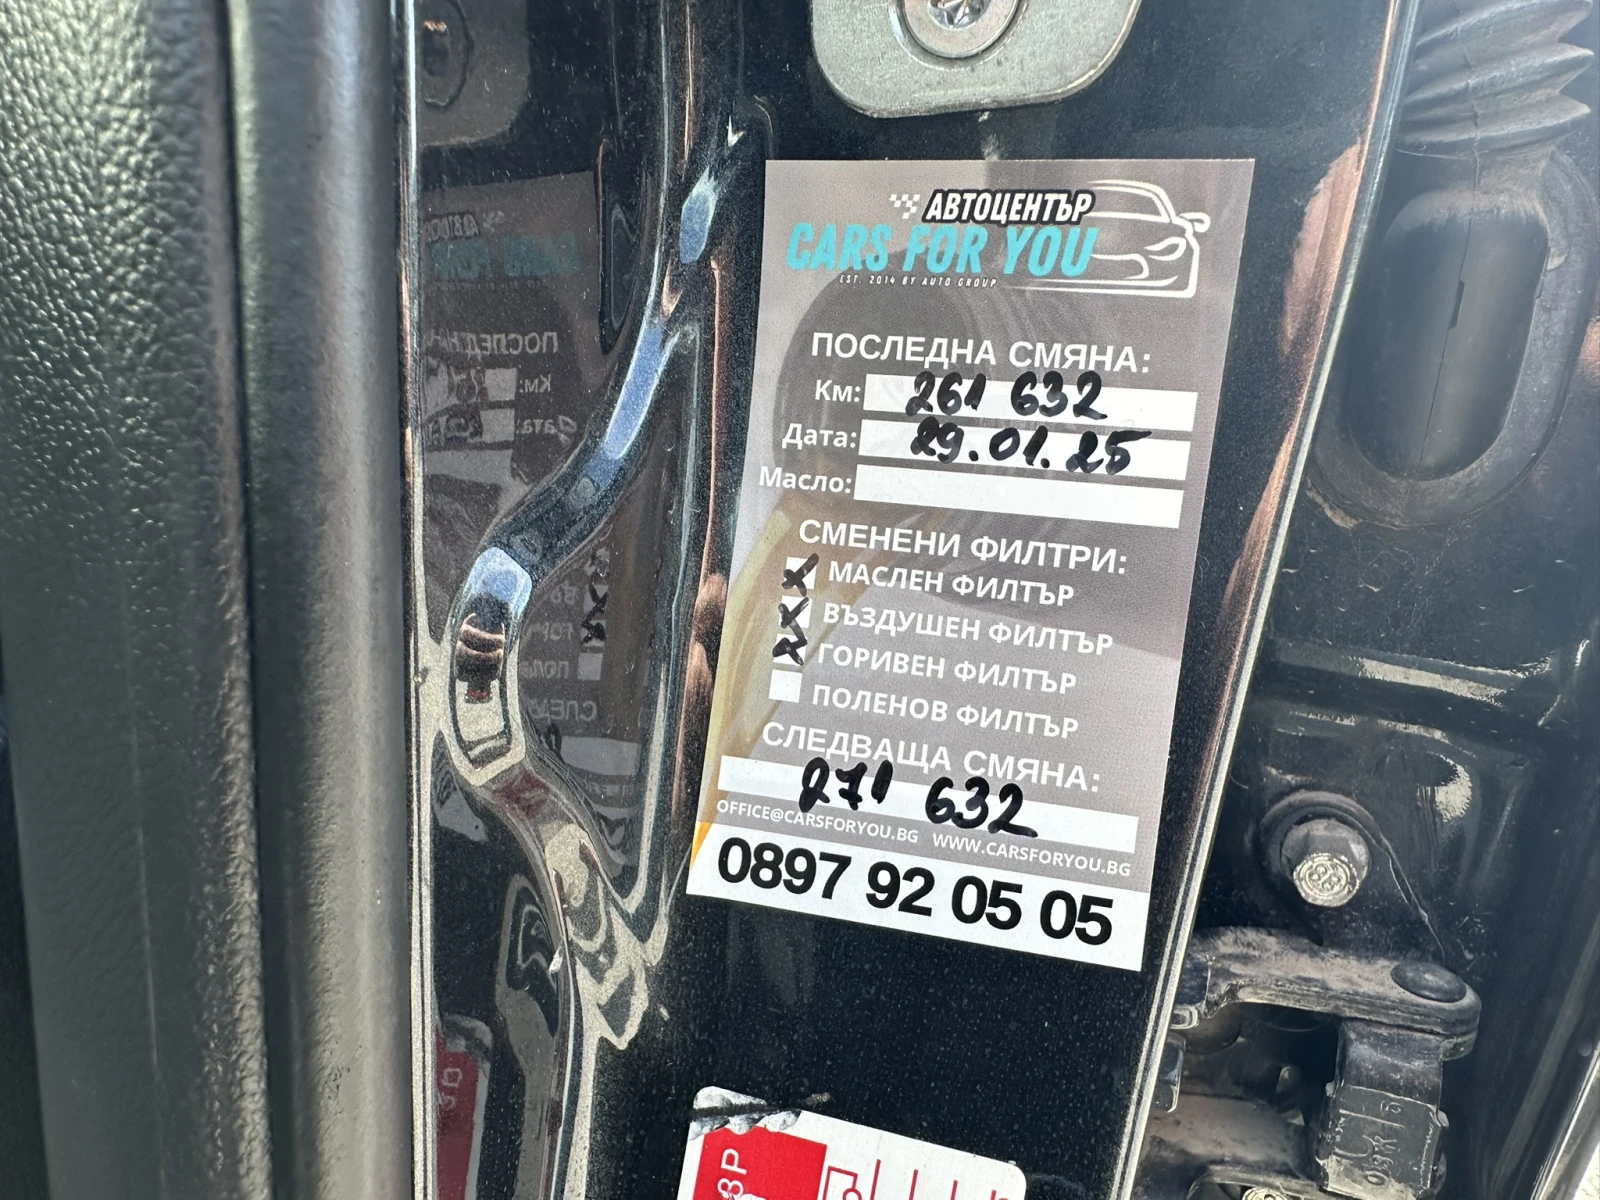 АВТОЦЕНТЪР
CARS FOR YOU
EST. 2014 BY AUTO GROUP
ПОСЛЕДНА СМЯНА:
Км: 261 632
Дата: 29.01.25
Масло:
СМЕНЕНИ ФИЛТРИ:
МАСЛЕН ФИЛТЪР
ВЪЗДУШЕН ФИЛТЪР
ГОРИВЕН ФИЛТЪР
ПОЛЕНОВ ФИЛТЪР
СЛЕДВАЩА СМЯНА:
271 632
OFFICE@CARSFORYOU.BG WWW.CARSFORYOU.BG
0897 92 05 05
88